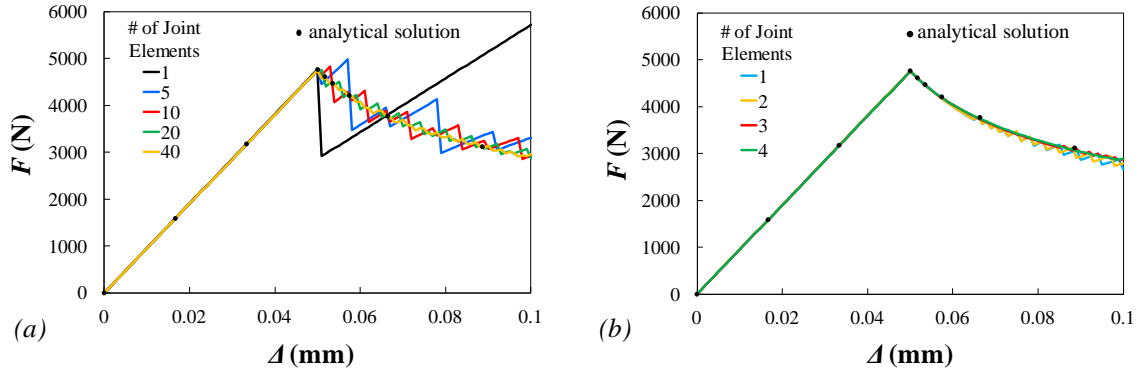 6000
5000
4000
3000
2000
1000
0
F (N)
# of Joint
Elements
1
5
10
20
40
analytical solution
0
0.02
0.04
0.06
0.08
0.1
Δ (mm)
(a)
6000
5000
4000
3000
2000
1000
0
F (N)
# of Joint
Elements
1
2
3
4
analytical solution
0
0.02
0.04
0.06
0.08
0.1
Δ (mm)
(b)